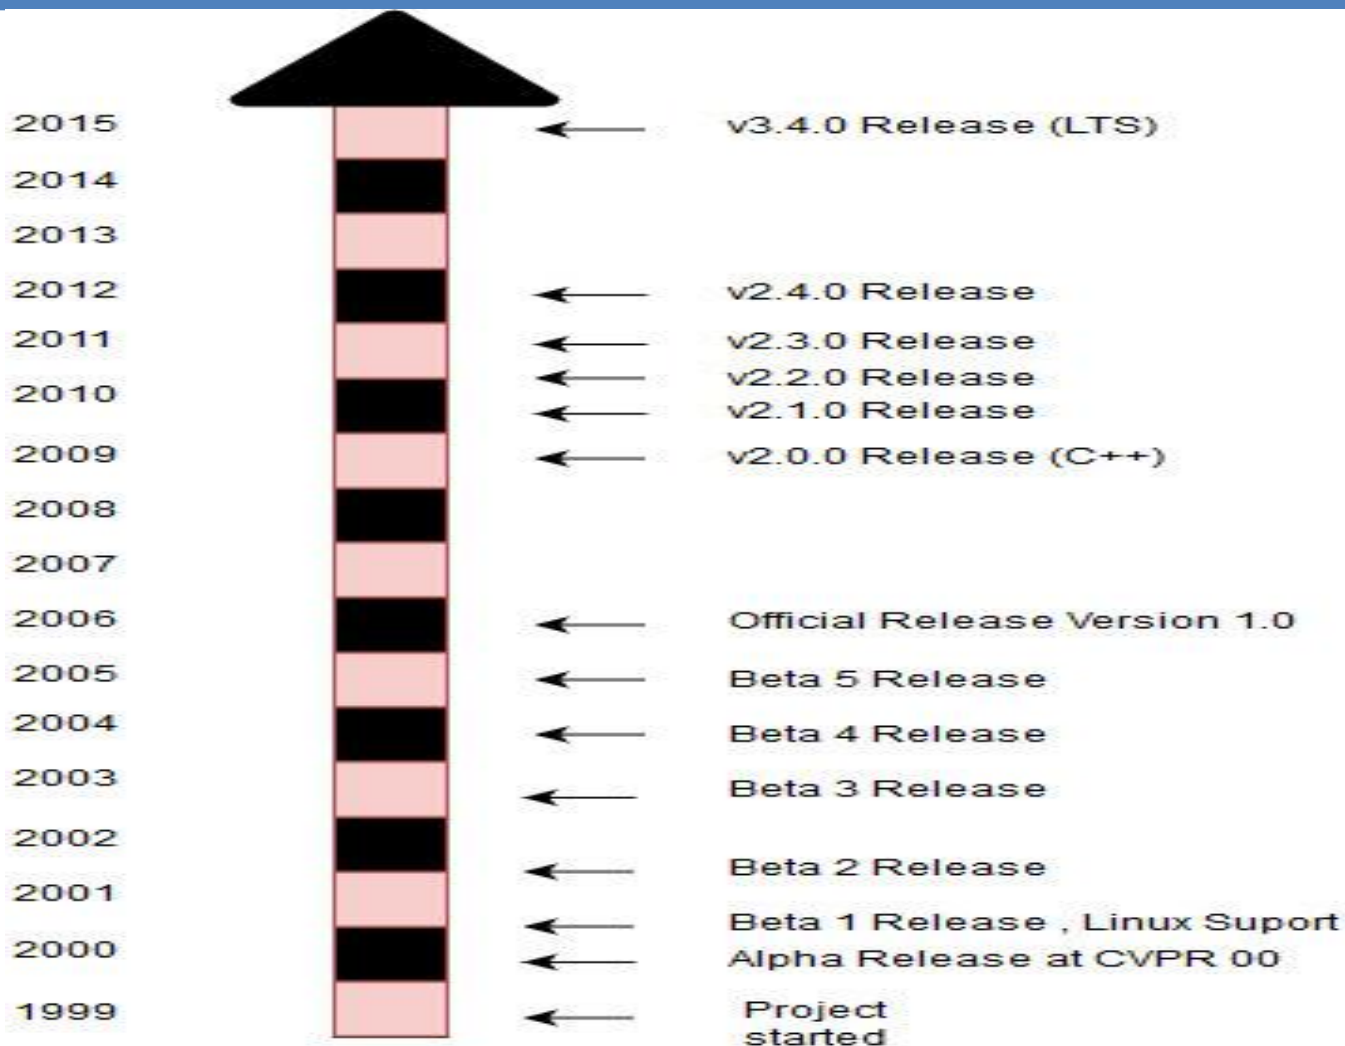 2015 v3.4.0 Release (LTS)
2014
2013
2012 v2.4.0 Release
2011 v2.3.0 Release
v2.2.0 Release
2010
v2.1.0 Release
2009 v2.0.0 Release (C++)
2008
2007
2006 Official Release Version 1.0
2005 Beta 5 Release
2004 Beta 4 Release
2003 Beta 3 Release
2002
Beta 2 Release
2001
Beta 1 Release , Linux Suport
2000 Alpha Release at CVPR 00
1999 Project
started